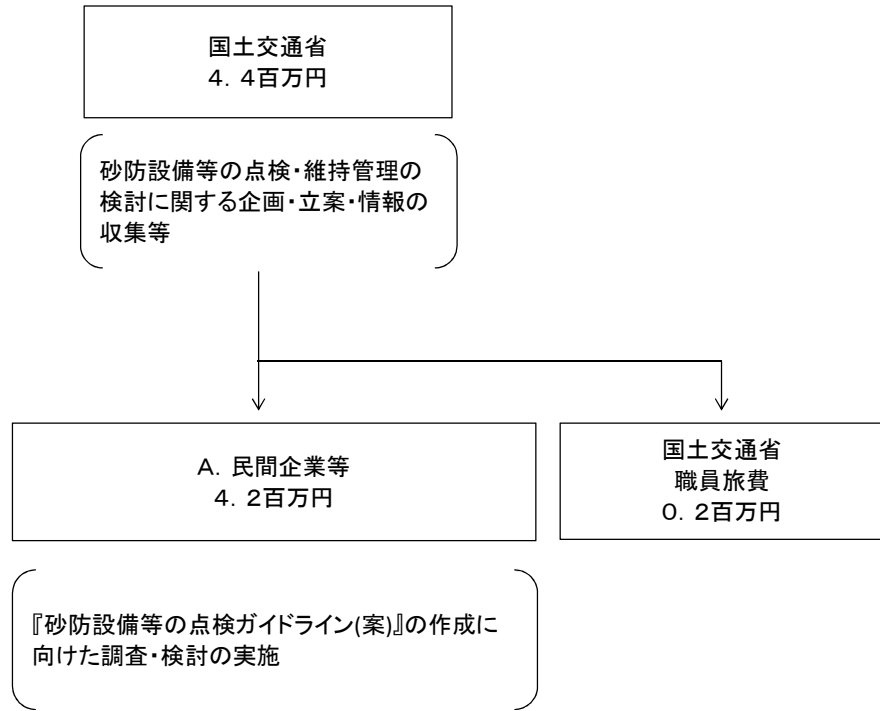 国土交通省
４．４百万円
砂防設備等の点検・維持管理の
検討に関する企画・立案・情報の
収集等
A．民間企業等
４．２百万円
国土交通省
職員旅費
０．２百万円
『砂防設備等の点検ガイドライン(案)』の作成に
向けた調査・検討の実施